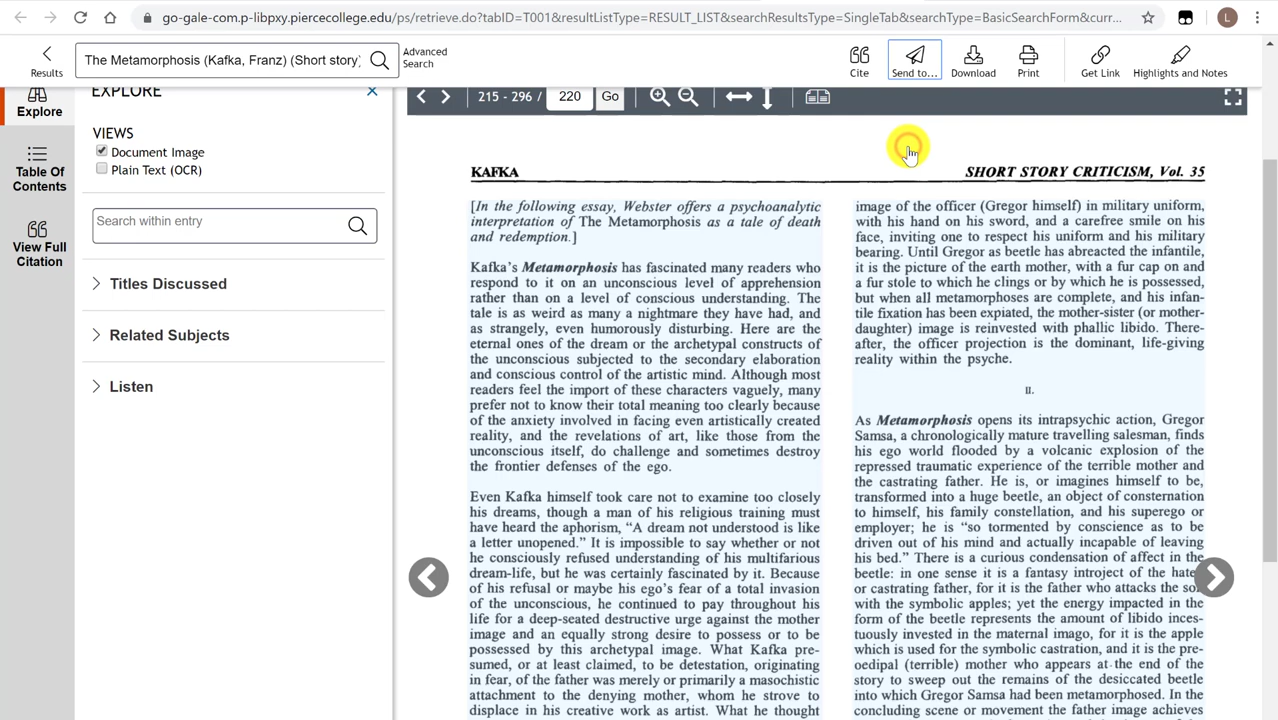 go-gale-com.p-libpxy.piercecollege.edu/ps/retrieve.do?tabID=T001&resultListType=RESULT_LIST&searchResultsType=SingleTab&searchType=BasicSearchForm&curr...
L
Results
The Metamorphosis (Kafka, Franz) (Short story)
Advanced
Search
Cite
Send to...
Download
Print
Get Link
Highlights and Notes
Explore
Table Of
Contents
View Full
Citation
EXPLORE
VIEWS
Document Image
Plain Text (OCR)
Search within entry
Titles Discussed
Related Subjects
Listen
215 - 296 / 220 Go
KAFKA
SHORT STORY CRITICISM, Vol. 35
[In the following essay, Webster offers a psychoanalytic
interpretation of The Metamorphosis as a tale of death
and redemption.]
Kafka's Metamorphosis has fascinated many readers who
respond to it on an unconscious level of apprehension
rather than on a level of conscious understanding. The
tale is as weird as many a nightmare they have had, and
as strangely, even humorously disturbing. Here are the
eternal ones of the dream or the archetypal constructs of
the unconscious subjected to the secondary elaboration
and conscious control of the artistic mind. Although most
readers feel the import of these characters vaguely, many
prefer not to know their total meaning too clearly because
of the anxiety involved in facing even artistically created
reality, and the revelations of art, like those from the
unconscious itself, do challenge and sometimes destroy
the frontier defenses of the ego.
Even Kafka himself took care not to examine too closely
his dreams, though a man of his religious training must
have heard the aphorism, "A dream not understood is like
a letter unopened." It is impossible to say whether or not
he consciously refused understanding of his multifarious
dream-life, but he was certainly fascinated by it. Because
of his refusal or maybe his ego's fear of a total invasion
of the unconscious, he continued to pay throughout his
life for a deep-seated destructive urge against the mother
image and an equally strong desire to possess or to be
possessed by this archetypal image. What Kafka pre-
sumed, or at least claimed, to be detestation, originating
in fear, of the father was merely or primarily a masochistic
attachment to the denying mother, whom he strove to
displace in his creative work as artist. What he thought
image of the officer (Gregor himself) in military uniform,
with his hand on his sword, and a carefree smile on his
face, inviting one to respect his uniform and his military
bearing. Until Gregor as beetle has abreacted the infantile,
it is the picture of the earth mother, with a fur cap on and
a fur stole to which he clings or by which he is possessed,
but when all metamorphoses are complete, and his infan-
tile fixation has been expiated, the mother-sister (or mother-
daughter) image is reinvested with phallic libido. There-
after, the officer projection is the dominant, life-giving
reality within the psyche.
II.
As Metamorphosis opens its intrapsychic action, Gregor
Samsa, a chronologically mature travelling salesman, finds
his ego world flooded by a volcanic explosion of the
repressed traumatic experience of the terrible mother and
the castrating father. He is, or imagines himself to be,
transformed into a huge beetle, an object of consternation
to himself, his family constellation, and his superego or
employer; he is "so tormented by conscience as to be
driven out of his mind and actually incapable of leaving
his bed." There is a curious condensation of affect in the
beetle: in one sense it is a fantasy introject of the hate
or castrating father, for it is the father who attacks the so
with the symbolic apples; yet the energy impacted in the
form of the beetle represents the amount of libido inces-
tuously invested in the maternal imago, for it is the apple
which is used for the symbolic castration, and it is the pre-
oedipal (terrible) mother who appears at the end of the
story to sweep out the remains of the desiccated beetle
into which Gregor Samsa had been metamorphosed. In the
concluding scene or movement the father image achieves